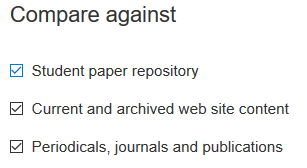 Compare against
Student paper repository
Current and archived web site content
Periodicals, journals and publications